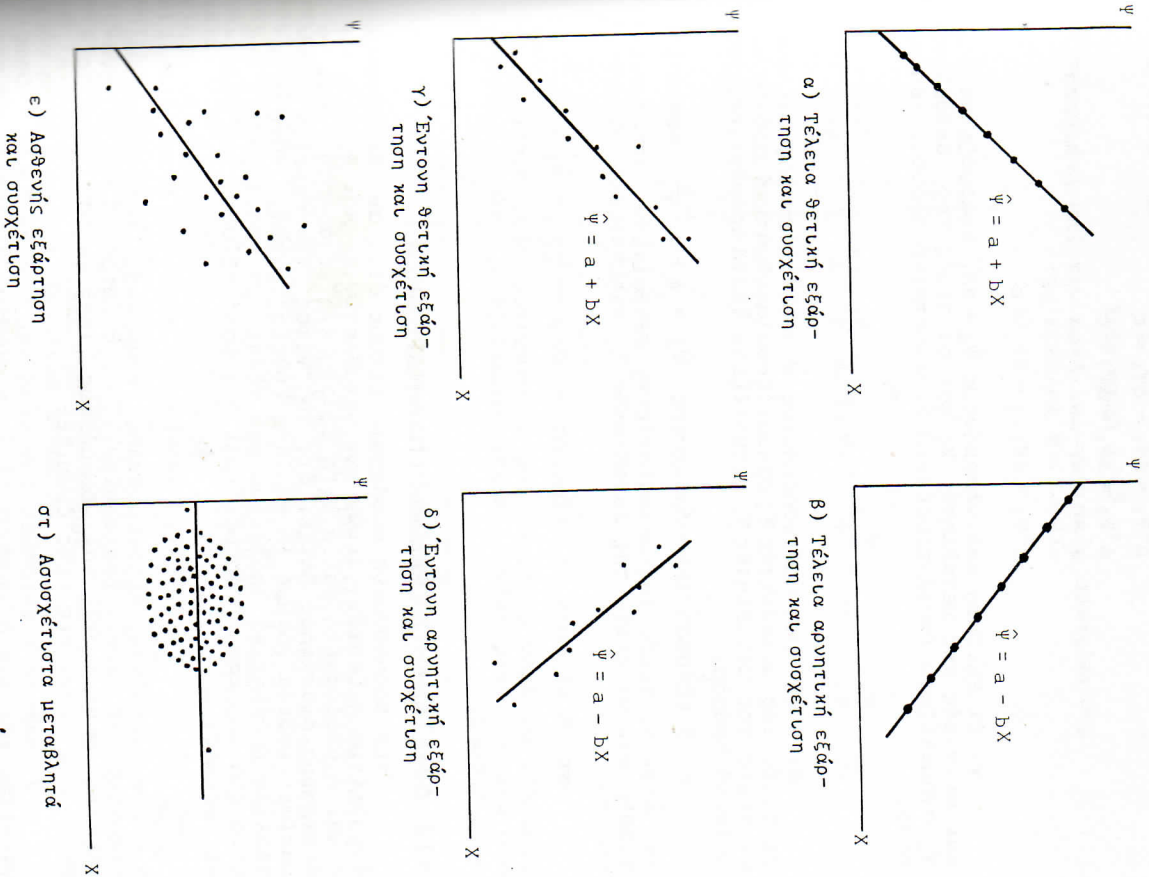 Ψ
Ψ̂ = a + bX
X
α) Τέλεια θετική εξάρ-
τηση και συσχέτιση
Ψ
Ψ̂ = a - bX
X
β) Τέλεια αρνητική εξάρ-
τηση και συσχέτιση
Ψ
Ψ̂ = a + bX
X
γ) Έντονη θετική εξάρ-
τηση και συσχέτιση
Ψ
Ψ̂ = a - bX
X
δ) Έντονη αρνητική εξάρ-
τηση και συσχέτιση
Ψ
X
ε) Ασθενής εξάρτηση
και συσχέτιση
Ψ
X
στ) Ασυσχέτιστα μεταβλητά